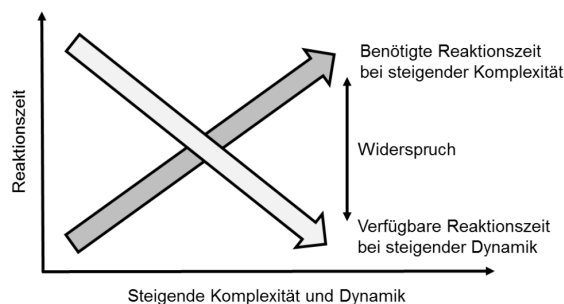 Reaktionszeit
Benötigte Reaktionszeit
bei steigender Komplexität
Widerspruch
Verfügbare Reaktionszeit
bei steigender Dynamik
Steigende Komplexität und Dynamik